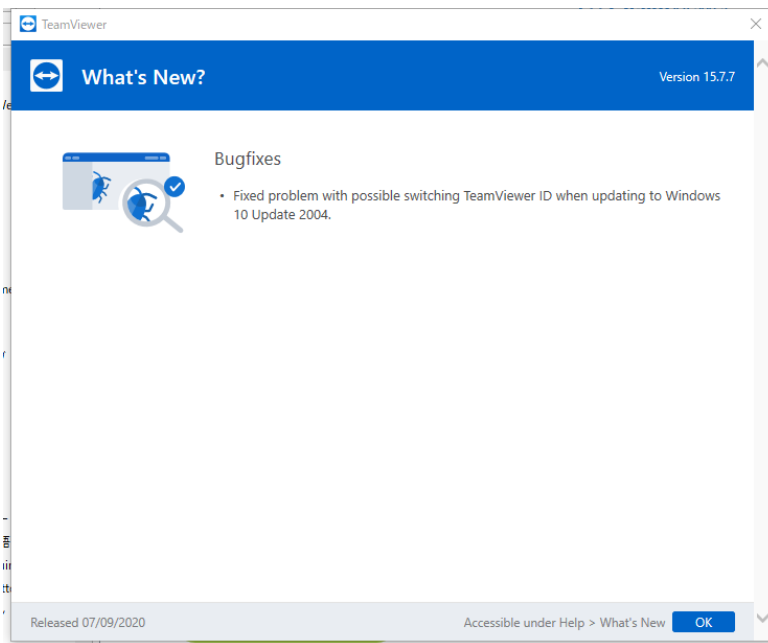 TeamViewer
What's New?
Version 15.7.7
Bugfixes
• Fixed problem with possible switching TeamViewer ID when updating to Windows
10 Update 2004.
Released 07/09/2020
Accessible under Help > What's New
OK